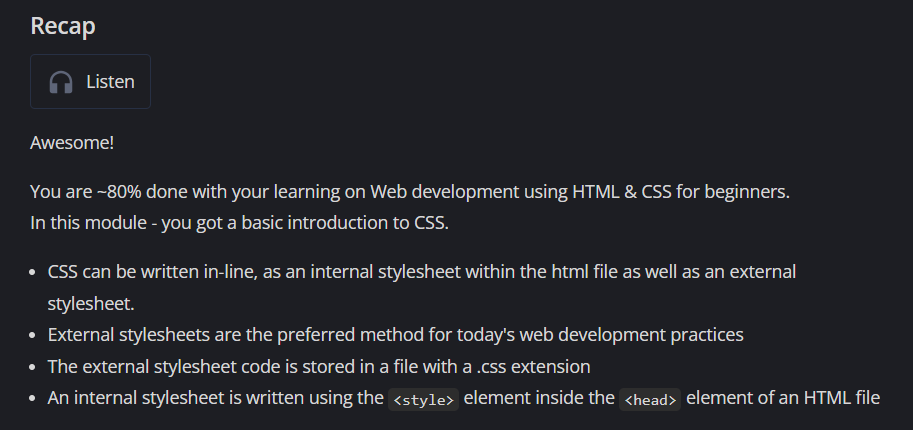 Recap
Listen
Awesome!
You are ~80% done with your learning on Web development using HTML & CSS for beginners.
In this module - you got a basic introduction to CSS.
• CSS can be written in-line, as an internal stylesheet within the html file as well as an external
stylesheet.
• External stylesheets are the preferred method for today's web development practices
• The external stylesheet code is stored in a file with a .css extension
• An internal stylesheet is written using the <style> element inside the <head> element of an HTML file